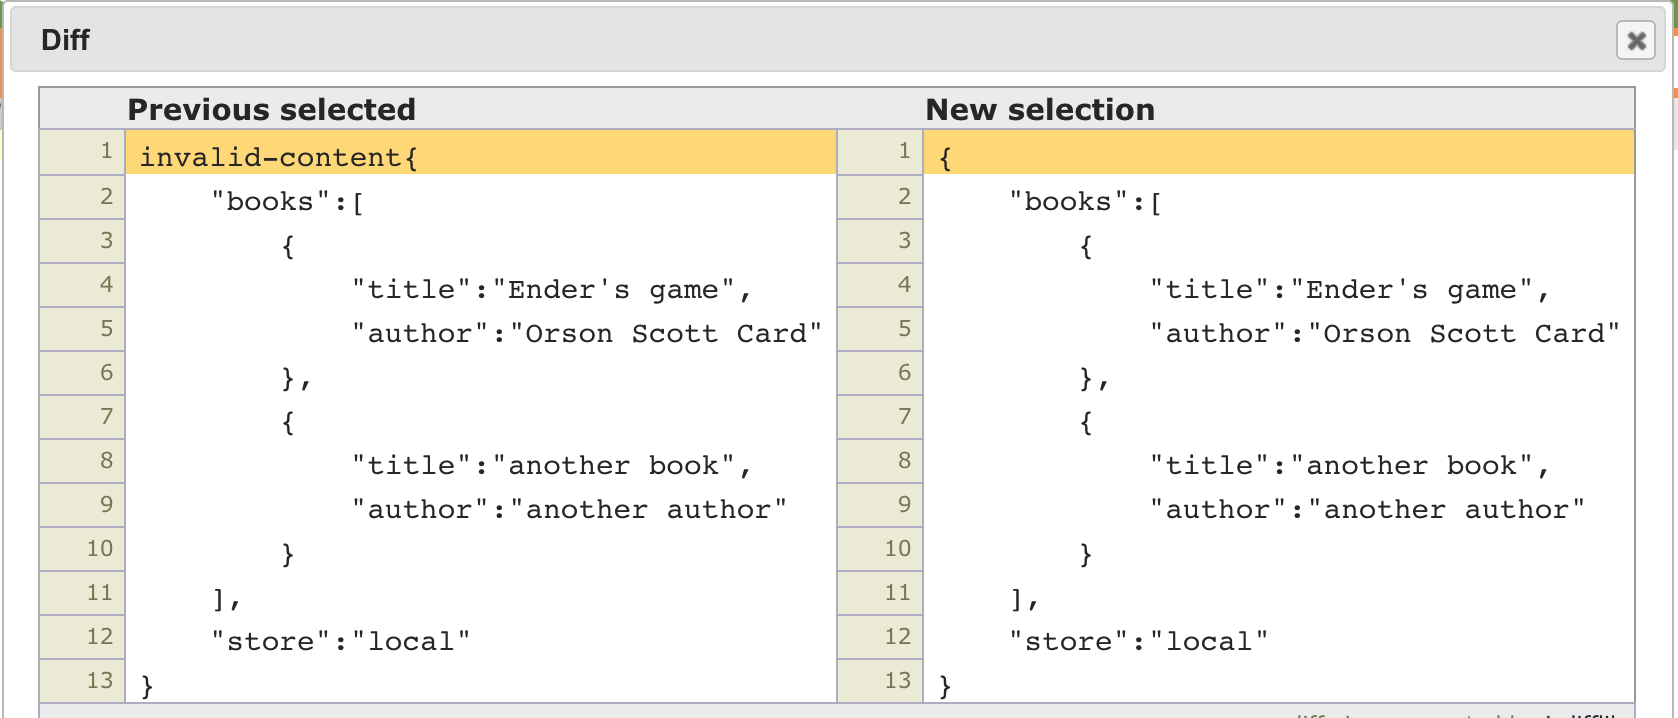 Diff
Previous selected New selection
1 invalid-content{ 1 {
2 "books":[ 2 "books":[
3 { 3 {
4 "title":"Ender's game", 4 "title":"Ender's game",
5 "author":"Orson Scott Card" 5 "author":"Orson Scott Card"
6 }, 6 },
7 { 7 {
8 "title":"another book", 8 "title":"another book",
9 "author":"another author" 9 "author":"another author"
10 } 10 }
11 ], 11 ],
12 "store":"local" 12 "store":"local"
13 } 13 }